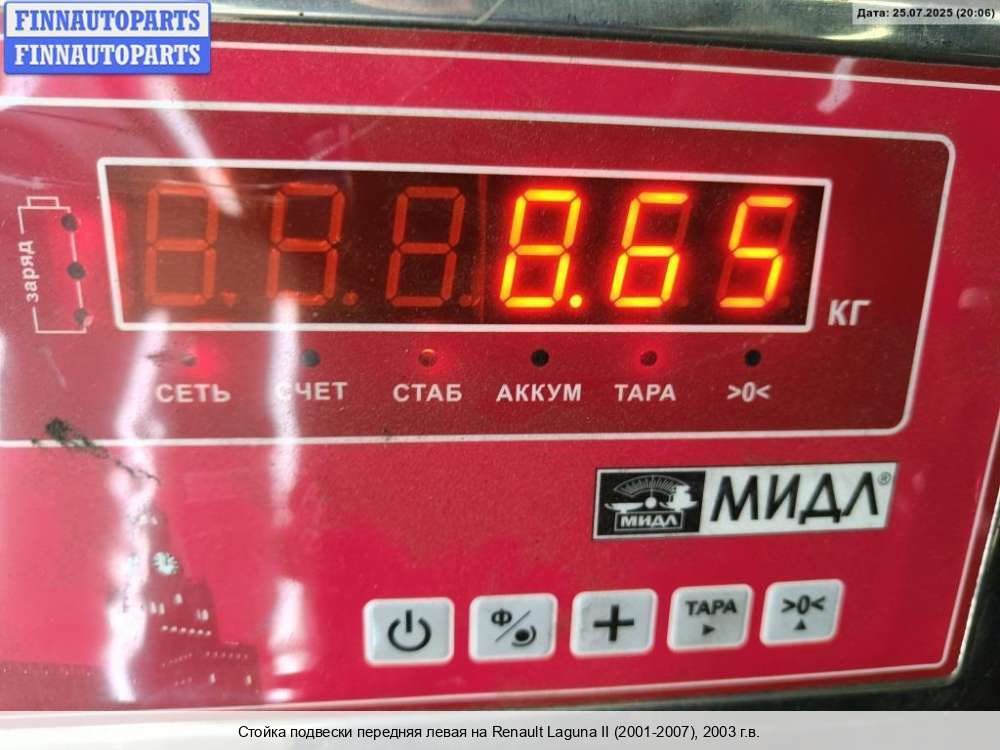 FINNAUTOPARTS
FINNAUTOPARTS
Дата: 25.07.2025 (20:06)
заряд
8.65
КГ
СЕТЬ СЧЕТ СТАБ АККУМ ТАРА >0<
МИДЛ МИДЛ®
Ф ТАРА >0<
Стойка подвески передняя левая на Renault Laguna II (2001-2007), 2003 г.в.